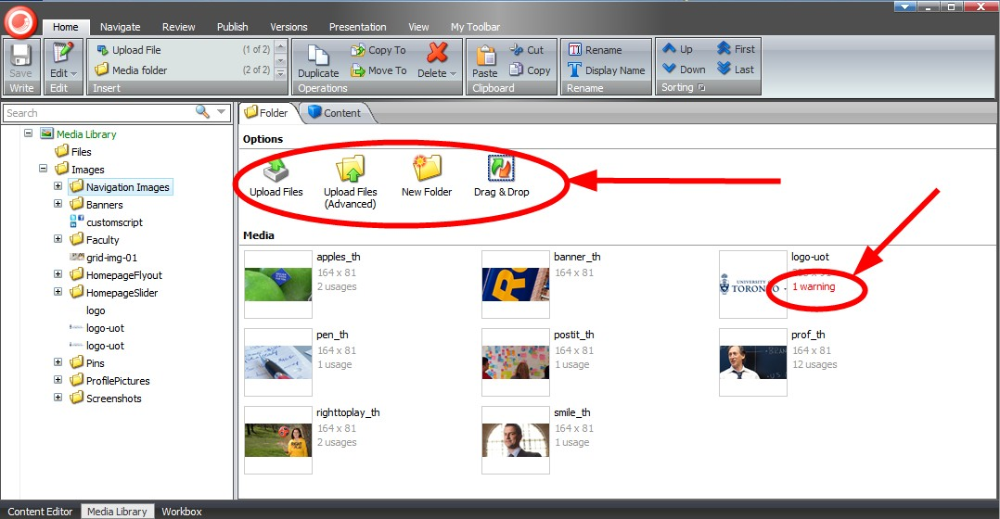 Home Navigate Review Publish Versions Presentation View My Toolbar
Save
Write
Edit
Edit
Upload File (1 of 2)
Media folder (2 of 2)
Insert
Duplicate
Copy To
Move To
Delete
Operations
Paste
Cut
Copy
Clipboard
Rename
Display Name
Rename
Up
Down
First
Last
Sorting
Search
Media Library
Files
Images
Navigation Images
Banners
customscript
Faculty
grid-img-01
HomepageFlyout
HomepageSlider
logo
logo-uot
logo-uot
Pins
ProfilePictures
Screenshots
Folder Content
Options
Upload Files
Upload Files
(Advanced)
New Folder
Drag & Drop
Media
apples_th
164 x 81
2 usages
banner_th
164 x 81
logo-uot
1 warning
TORONTO
pen_th
164 x 81
1 usage
postit_th
164 x 81
1 usage
prof_th
164 x 81
12 usages
righttoplay_th
164 x 81
2 usages
smile_th
164 x 81
1 usage
Content Editor Media Library Workbox